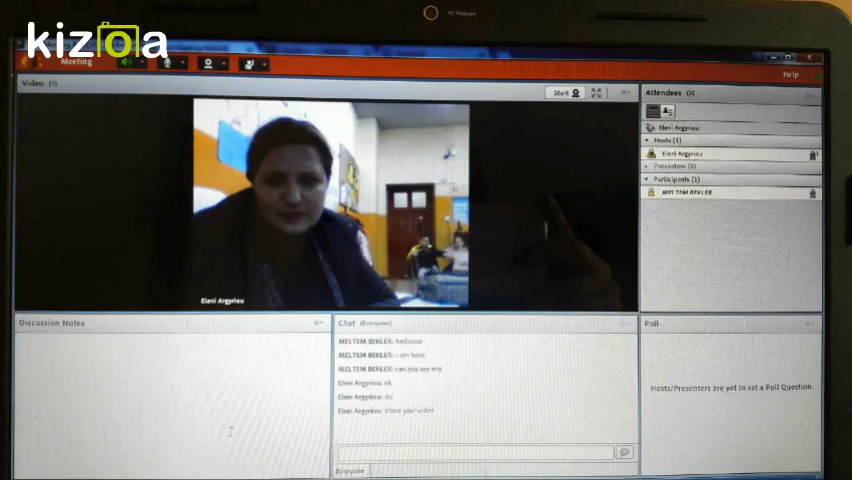 HP Webcam
kizoa
Meeting
Help
Video (1)
Start
Attendees (2)
Eleni Argyriou
Hosts (1)
Eleni Argyriou
Presenters (0)
Participants (1)
MELTEM BEKLER
Eleni Argyriou
Discussion Notes
Chat (Everyone)
MELTEM BEKLER:
MELTEM BEKLER: i am here
MELTEM BEKLER: can you see me
Eleni Argyriou: ok
Eleni Argyriou: no
Eleni Argyriou: share your video
Everyone
Poll
Hosts/Presenters are yet to set a Poll Question.